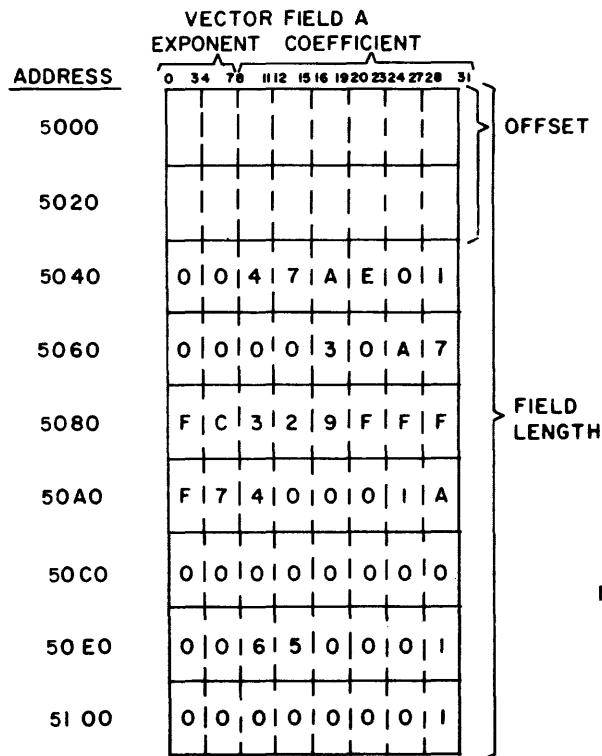 VECTOR FIELD A
EXPONENT COEFFICIENT
ADDRESS 0 34 78 1112 1516 1920 2324 2728 31
5000
OFFSET
5020
5040 0 0 4 7 A E 0 1
5060 0 0 0 0 3 0 A 7
5080 F C 3 2 9 F F F
FIELD
LENGTH
50A0 F 7 4 0 0 0 1 A
50C0 0 0 0 0 0 0 0 0
50E0 0 0 6 5 0 0 0 1
5100 0 0 0 0 0 0 0 1